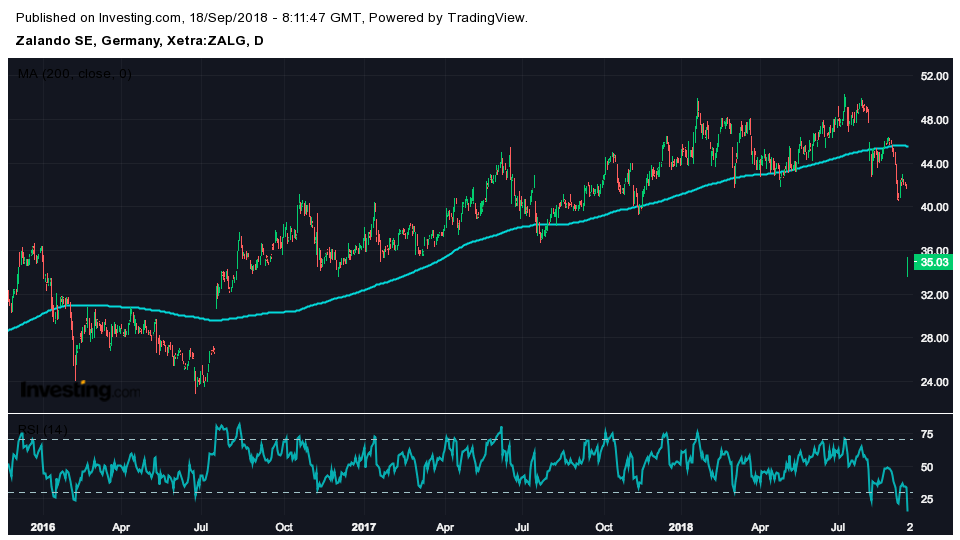 Published on Investing.com, 18/Sep/2018 - 8:11:47 GMT, Powered by TradingView.
Zalando SE, Germany, Xetra:ZALG, D
MA (200, close, 0)
52.00
48.00
44.00
40.00
36.00
35.03
32.00
28.00
24.00
Investing.com
RSI (14)
75
50
25
2016 Apr Jul Oct 2017 Apr Jul Oct 2018 Apr Jul 2